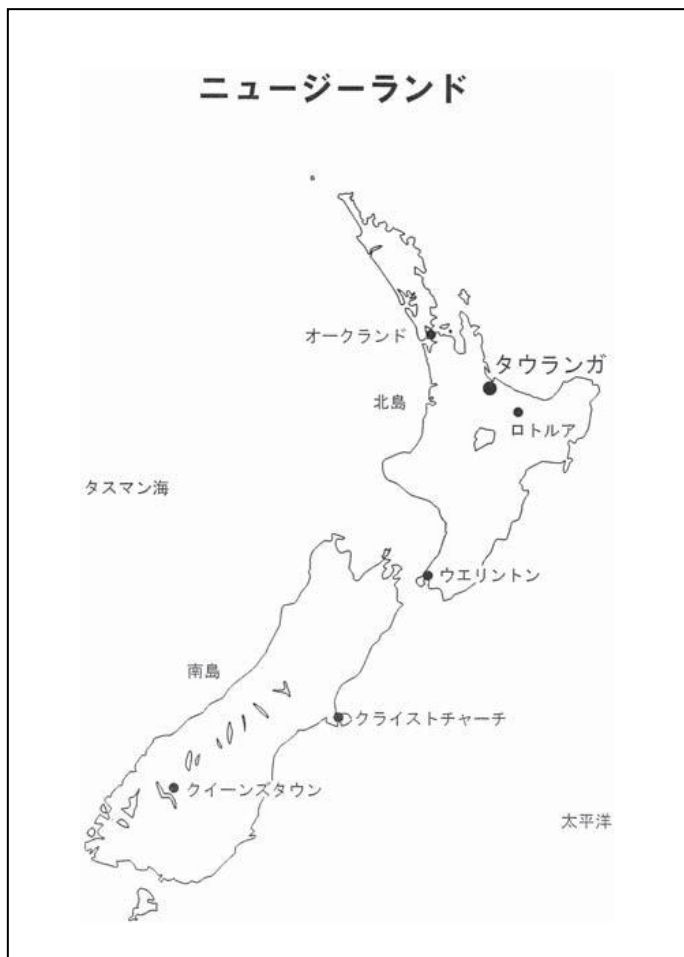 ニュージーランド
オークランド
タウランガ
北島
ロトルア
タスマン海
ウエリントン
南島
クライストチャーチ
クイーンズタウン
太平洋